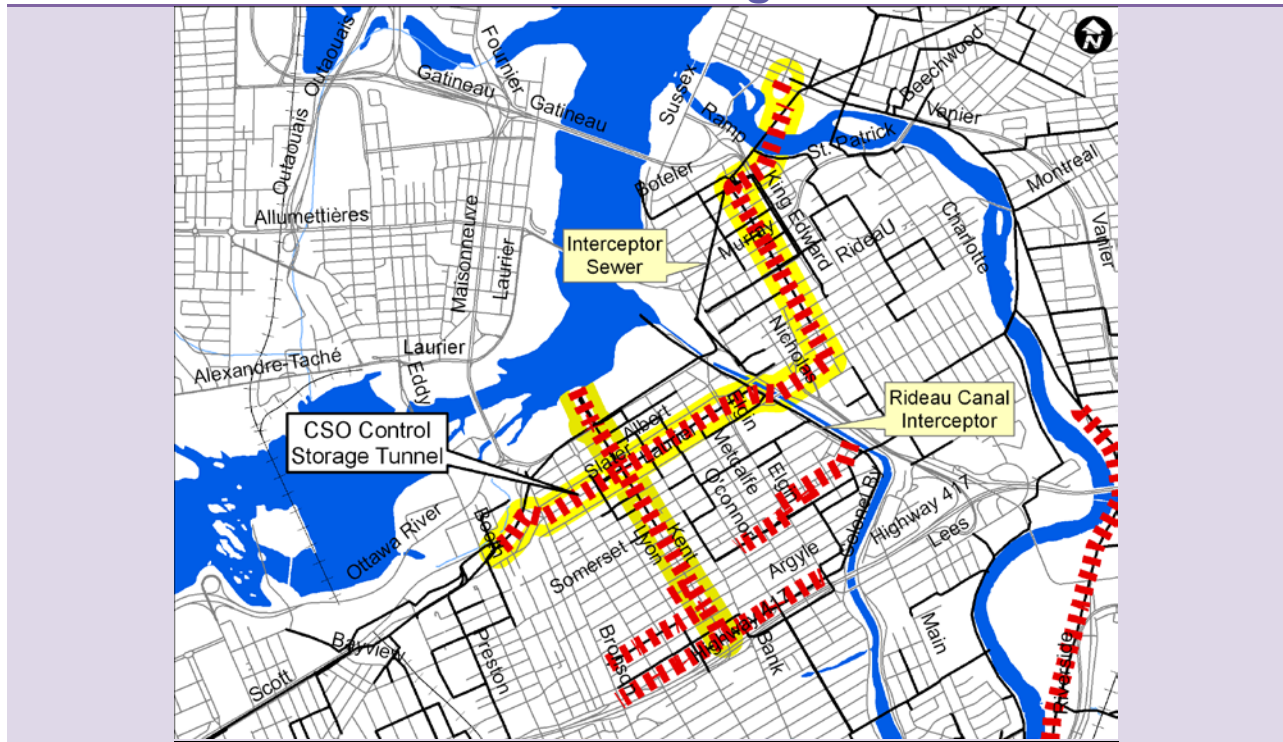 N
Outaouais
Fournier
Gatineau
Gatineau
Sussex
Ramp
Beechwood
Vanier
St. Patrick
Montreal
Outaouais
Boteler
King Edward
Allumettières
Murray
RideaU
Charlotte
Vanier
Interceptor
Sewer
Maisonneuve
Laurier
Nicholas
Laurier
Alexandre-Taché
Eddy
Rideau Canal
Interceptor
CSO Control
Storage Tunnel
Albert
Elgin
Slater
Laurier
Metcalfe
O'connor
Elgin
Colonel By
Highway 417
Lees
Booth
Ottawa River
Kent
Lyon
Argyle
Somerset
Highway 417
Bank
Main
Bronson
Preston
Bayview
Scott
Riverside